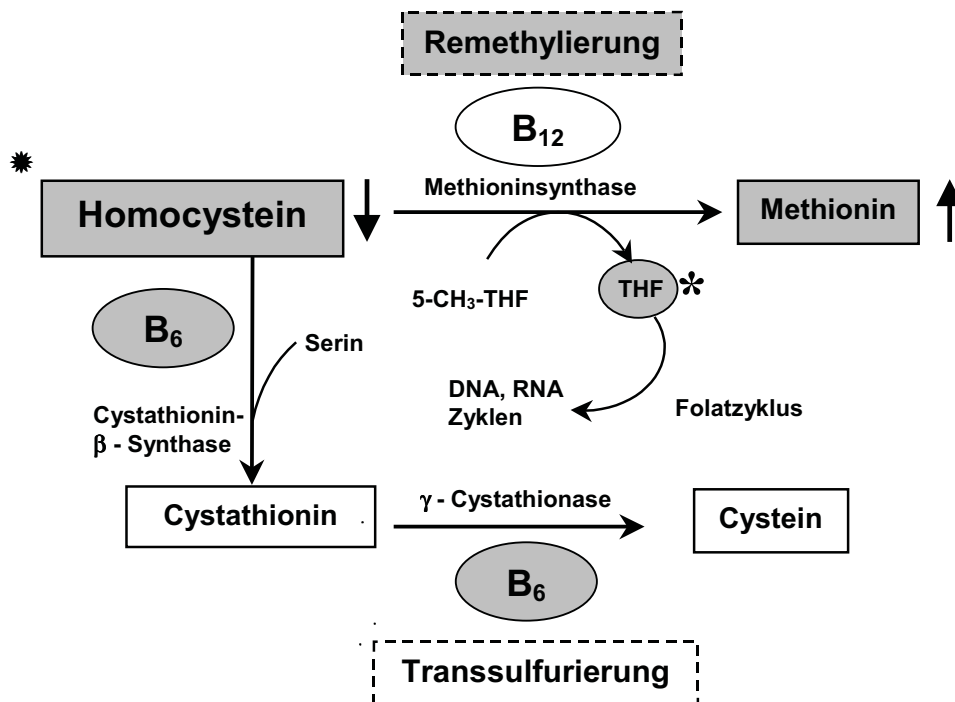 Remethylierung
B12
Methioninsynthase
Homocystein
Methionin
5-CH3-THF
THF*
B6
Serin
DNA, RNA
Zyklen
Folatzyklus
Cystathionin-
β - Synthase
Cystathionin
γ - Cystathionase
Cystein
B6
Transsulfurierung